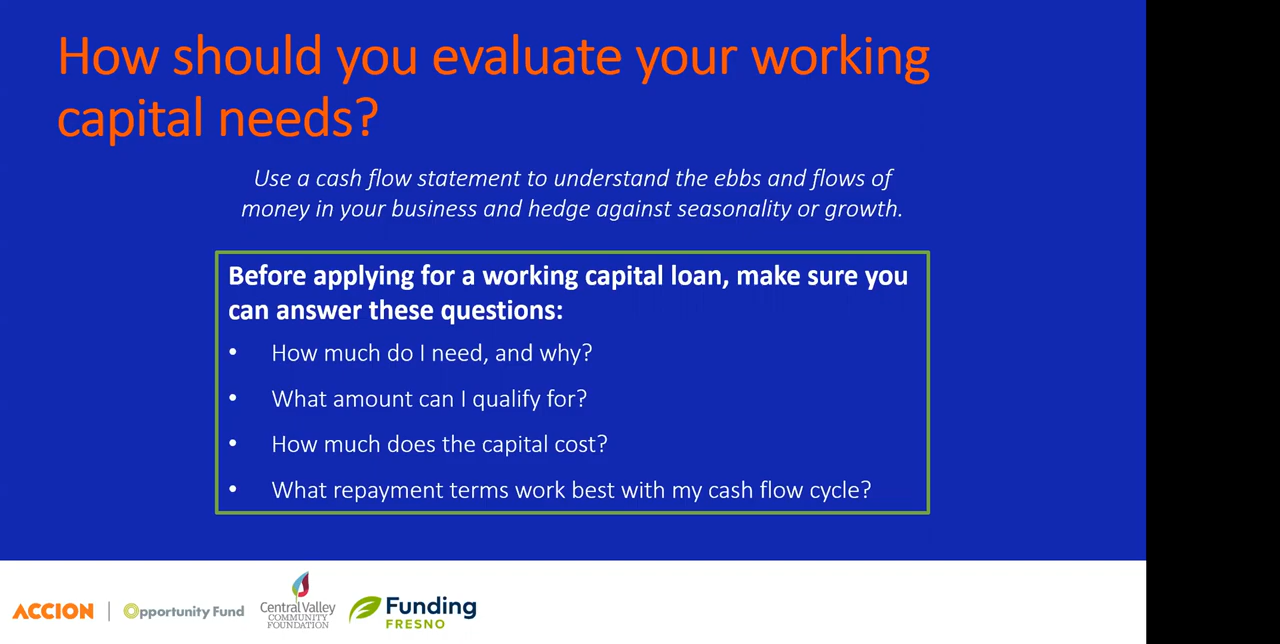 How should you evaluate your working
capital needs?
Use a cash flow statement to understand the ebbs and flows of
money in your business and hedge against seasonality or growth.
Before applying for a working capital loan, make sure you
can answer these questions:
• How much do I need, and why?
• What amount can I qualify for?
• How much does the capital cost?
• What repayment terms work best with my cash flow cycle?
ACCION | Opportunity Fund
Central Valley
COMMUNITY
FOUNDATION
Funding
FRESNO